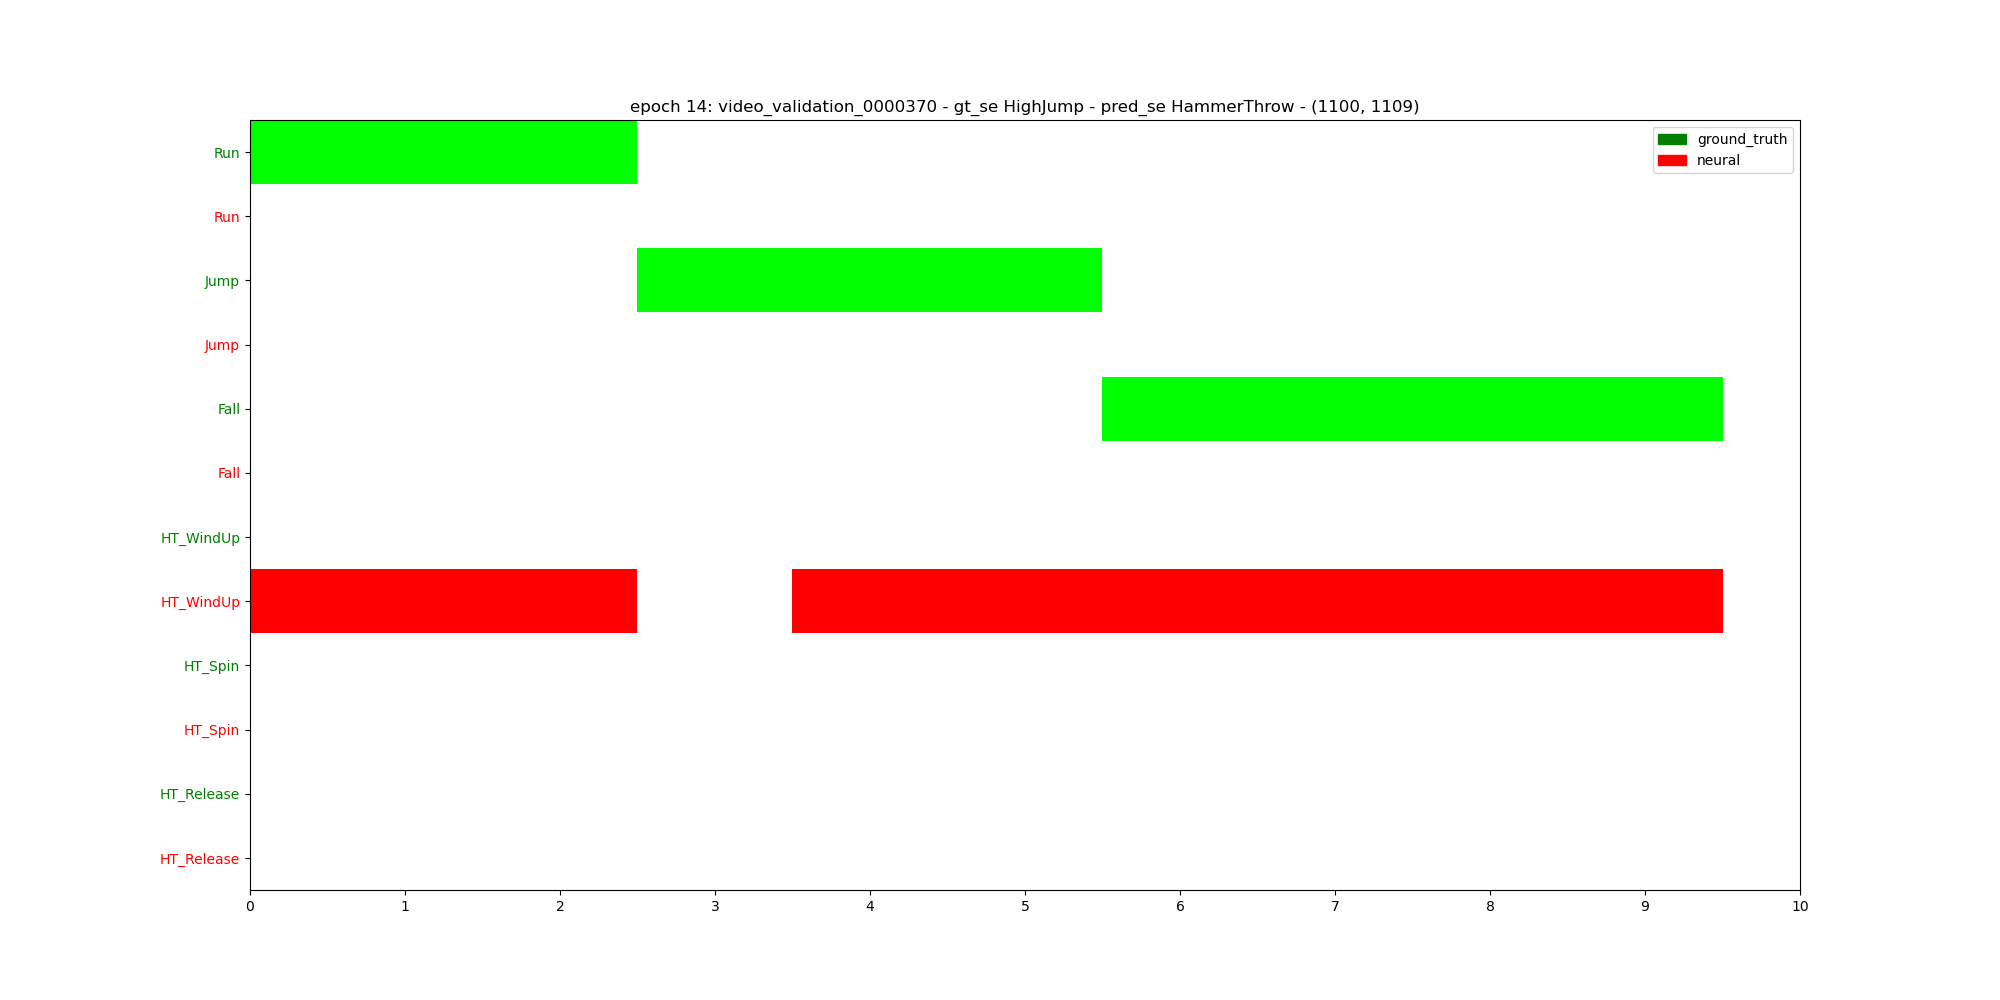 epoch 14: video_validation_0000370 - gt_se HighJump - pred_se HammerThrow - (1100, 1109)
ground_truth
neural
Run
Run
Jump
Jump
Fall
Fall
HT_WindUp
HT_WindUp
HT_Spin
HT_Spin
HT_Release
HT_Release
0 1 2 3 4 5 6 7 8 9 10